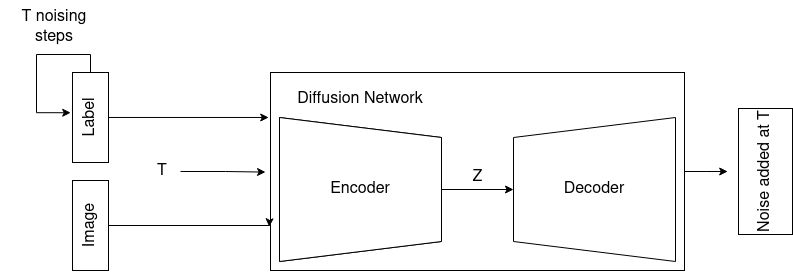 T noising
steps
Label
Diffusion Network
T
Encoder
Z
Decoder
Image
Noise added at T